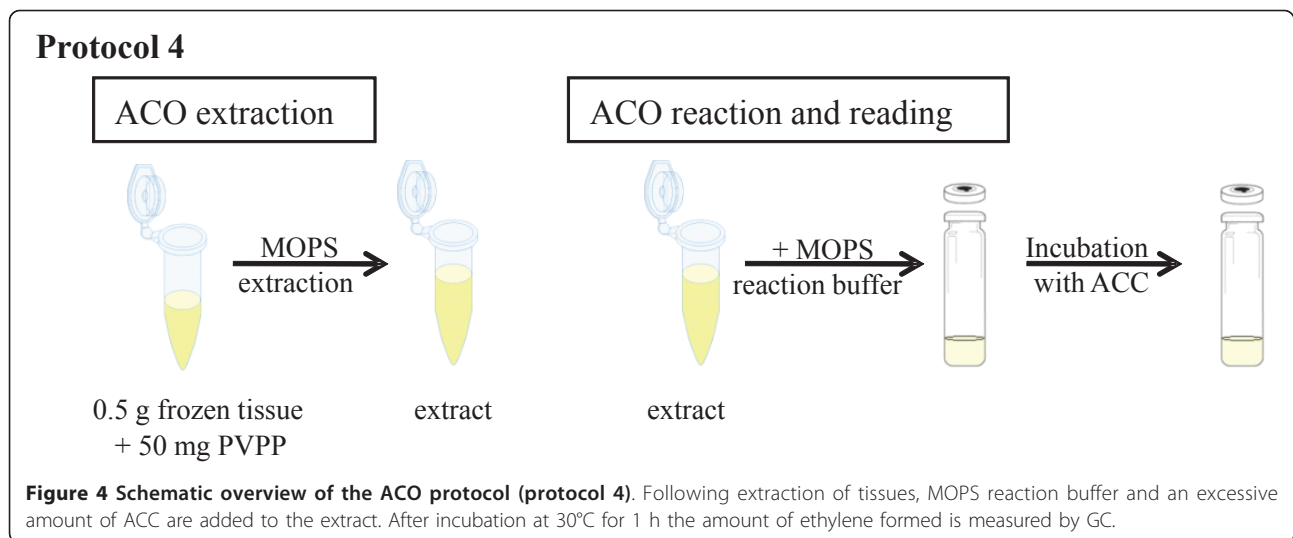 Protocol 4
ACO extraction
ACO reaction and reading
MOPS
extraction
+ MOPS
reaction buffer
Incubation
with ACC
0.5 g frozen tissue
+ 50 mg PVPP
extract
extract
Figure 4 Schematic overview of the ACO protocol (protocol 4). Following extraction of tissues, MOPS reaction buffer and an excessive
amount of ACC are added to the extract. After incubation at 30°C for 1 h the amount of ethylene formed is measured by GC.